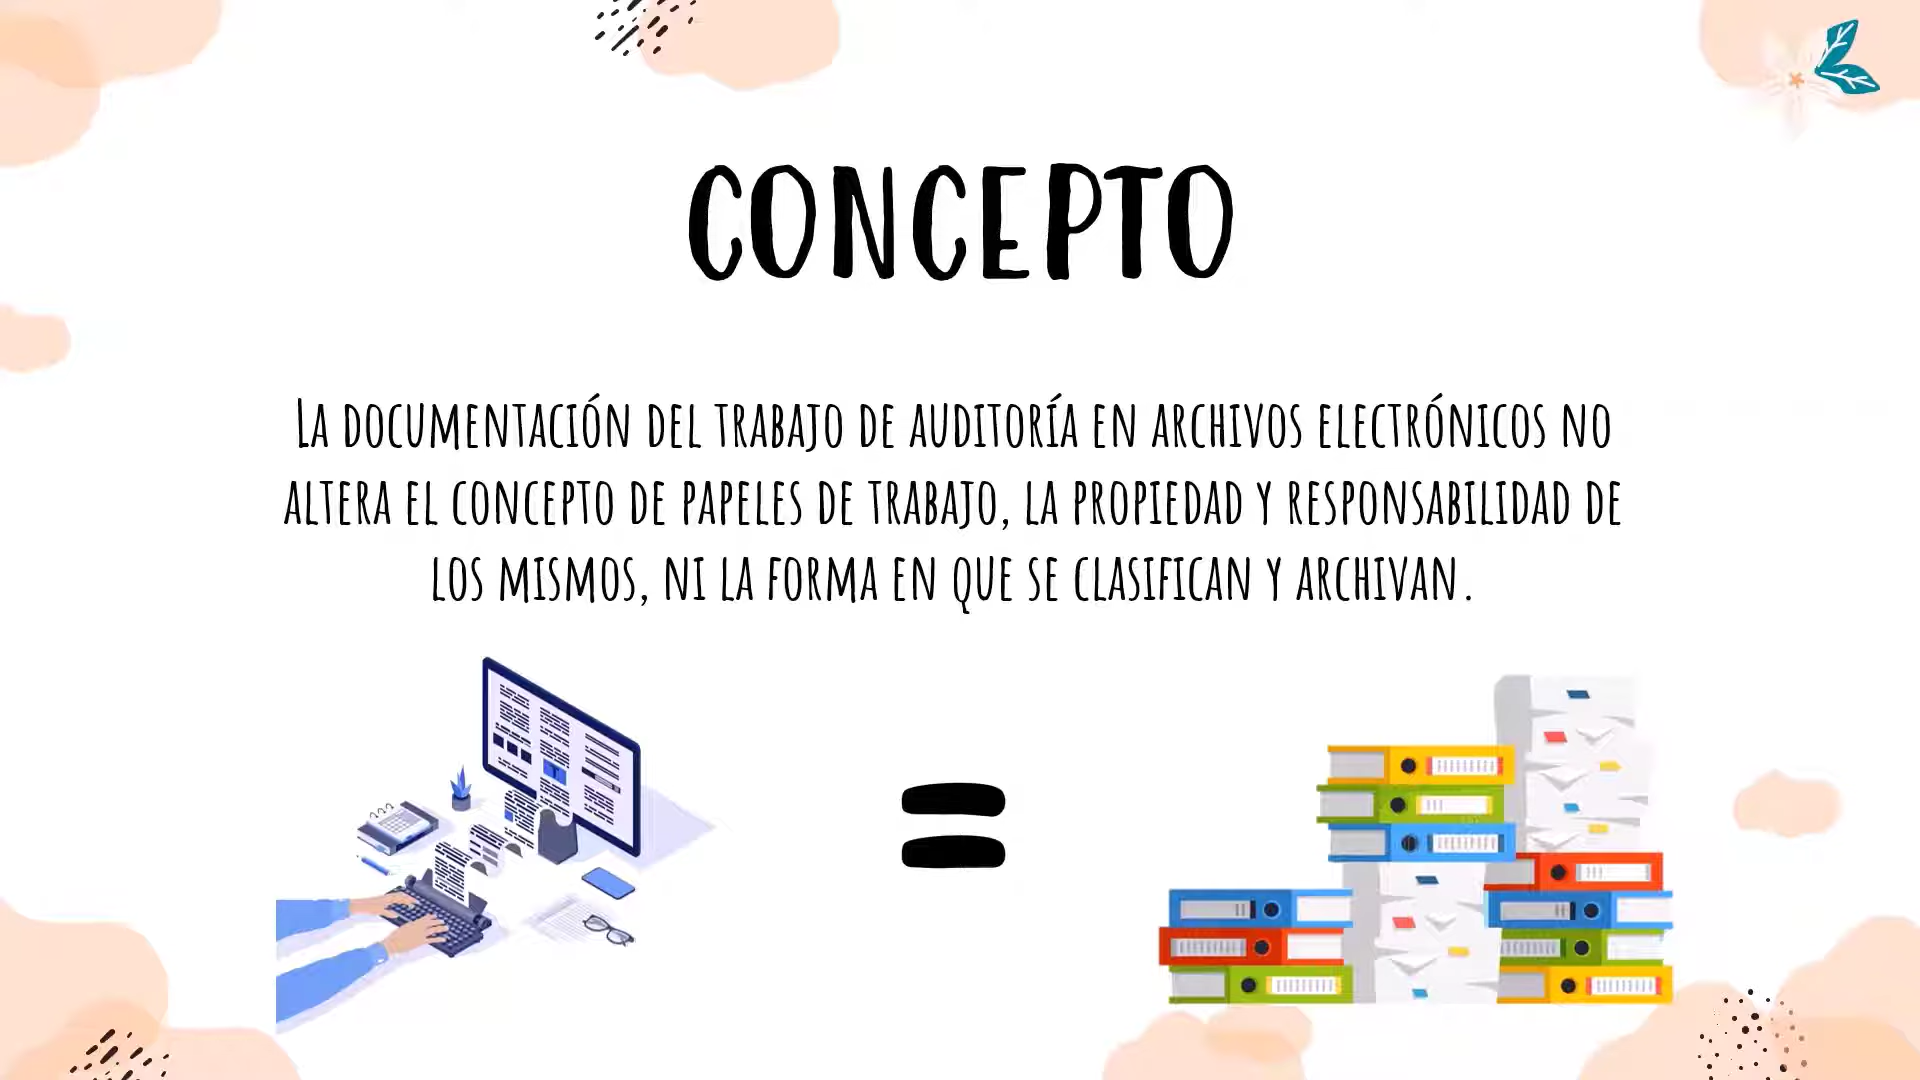 CONCEPTO
LA DOCUMENTACIÓN DEL TRABAJO DE AUDITORÍA EN ARCHIVOS ELECTRÓNICOS NO
ALTERA EL CONCEPTO DE PAPELES DE TRABAJO, LA PROPIEDAD Y RESPONSABILIDAD DE
LOS MISMOS, NI LA FORMA EN QUE SE CLASIFICAN Y ARCHIVAN.
=